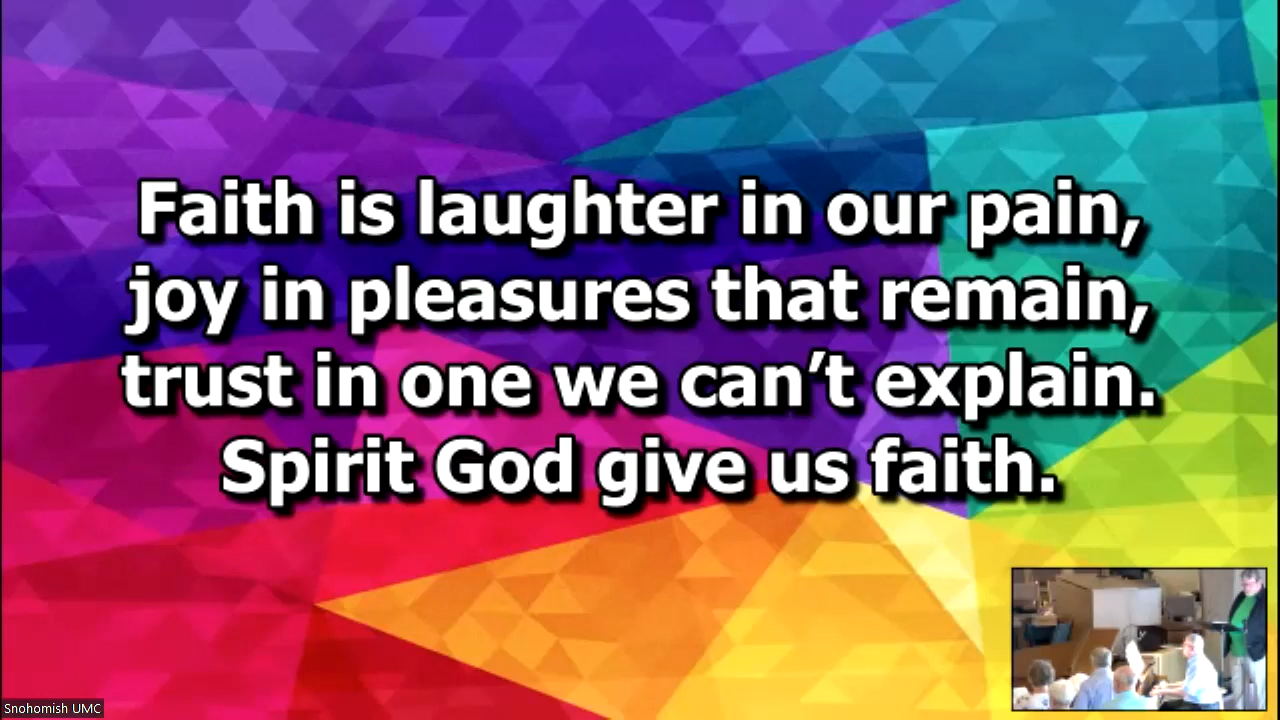 Faith is laughter in our pain,
joy in pleasures that remain,
trust in one we can’t explain.
Spirit God give us faith.
Snohomish UMC